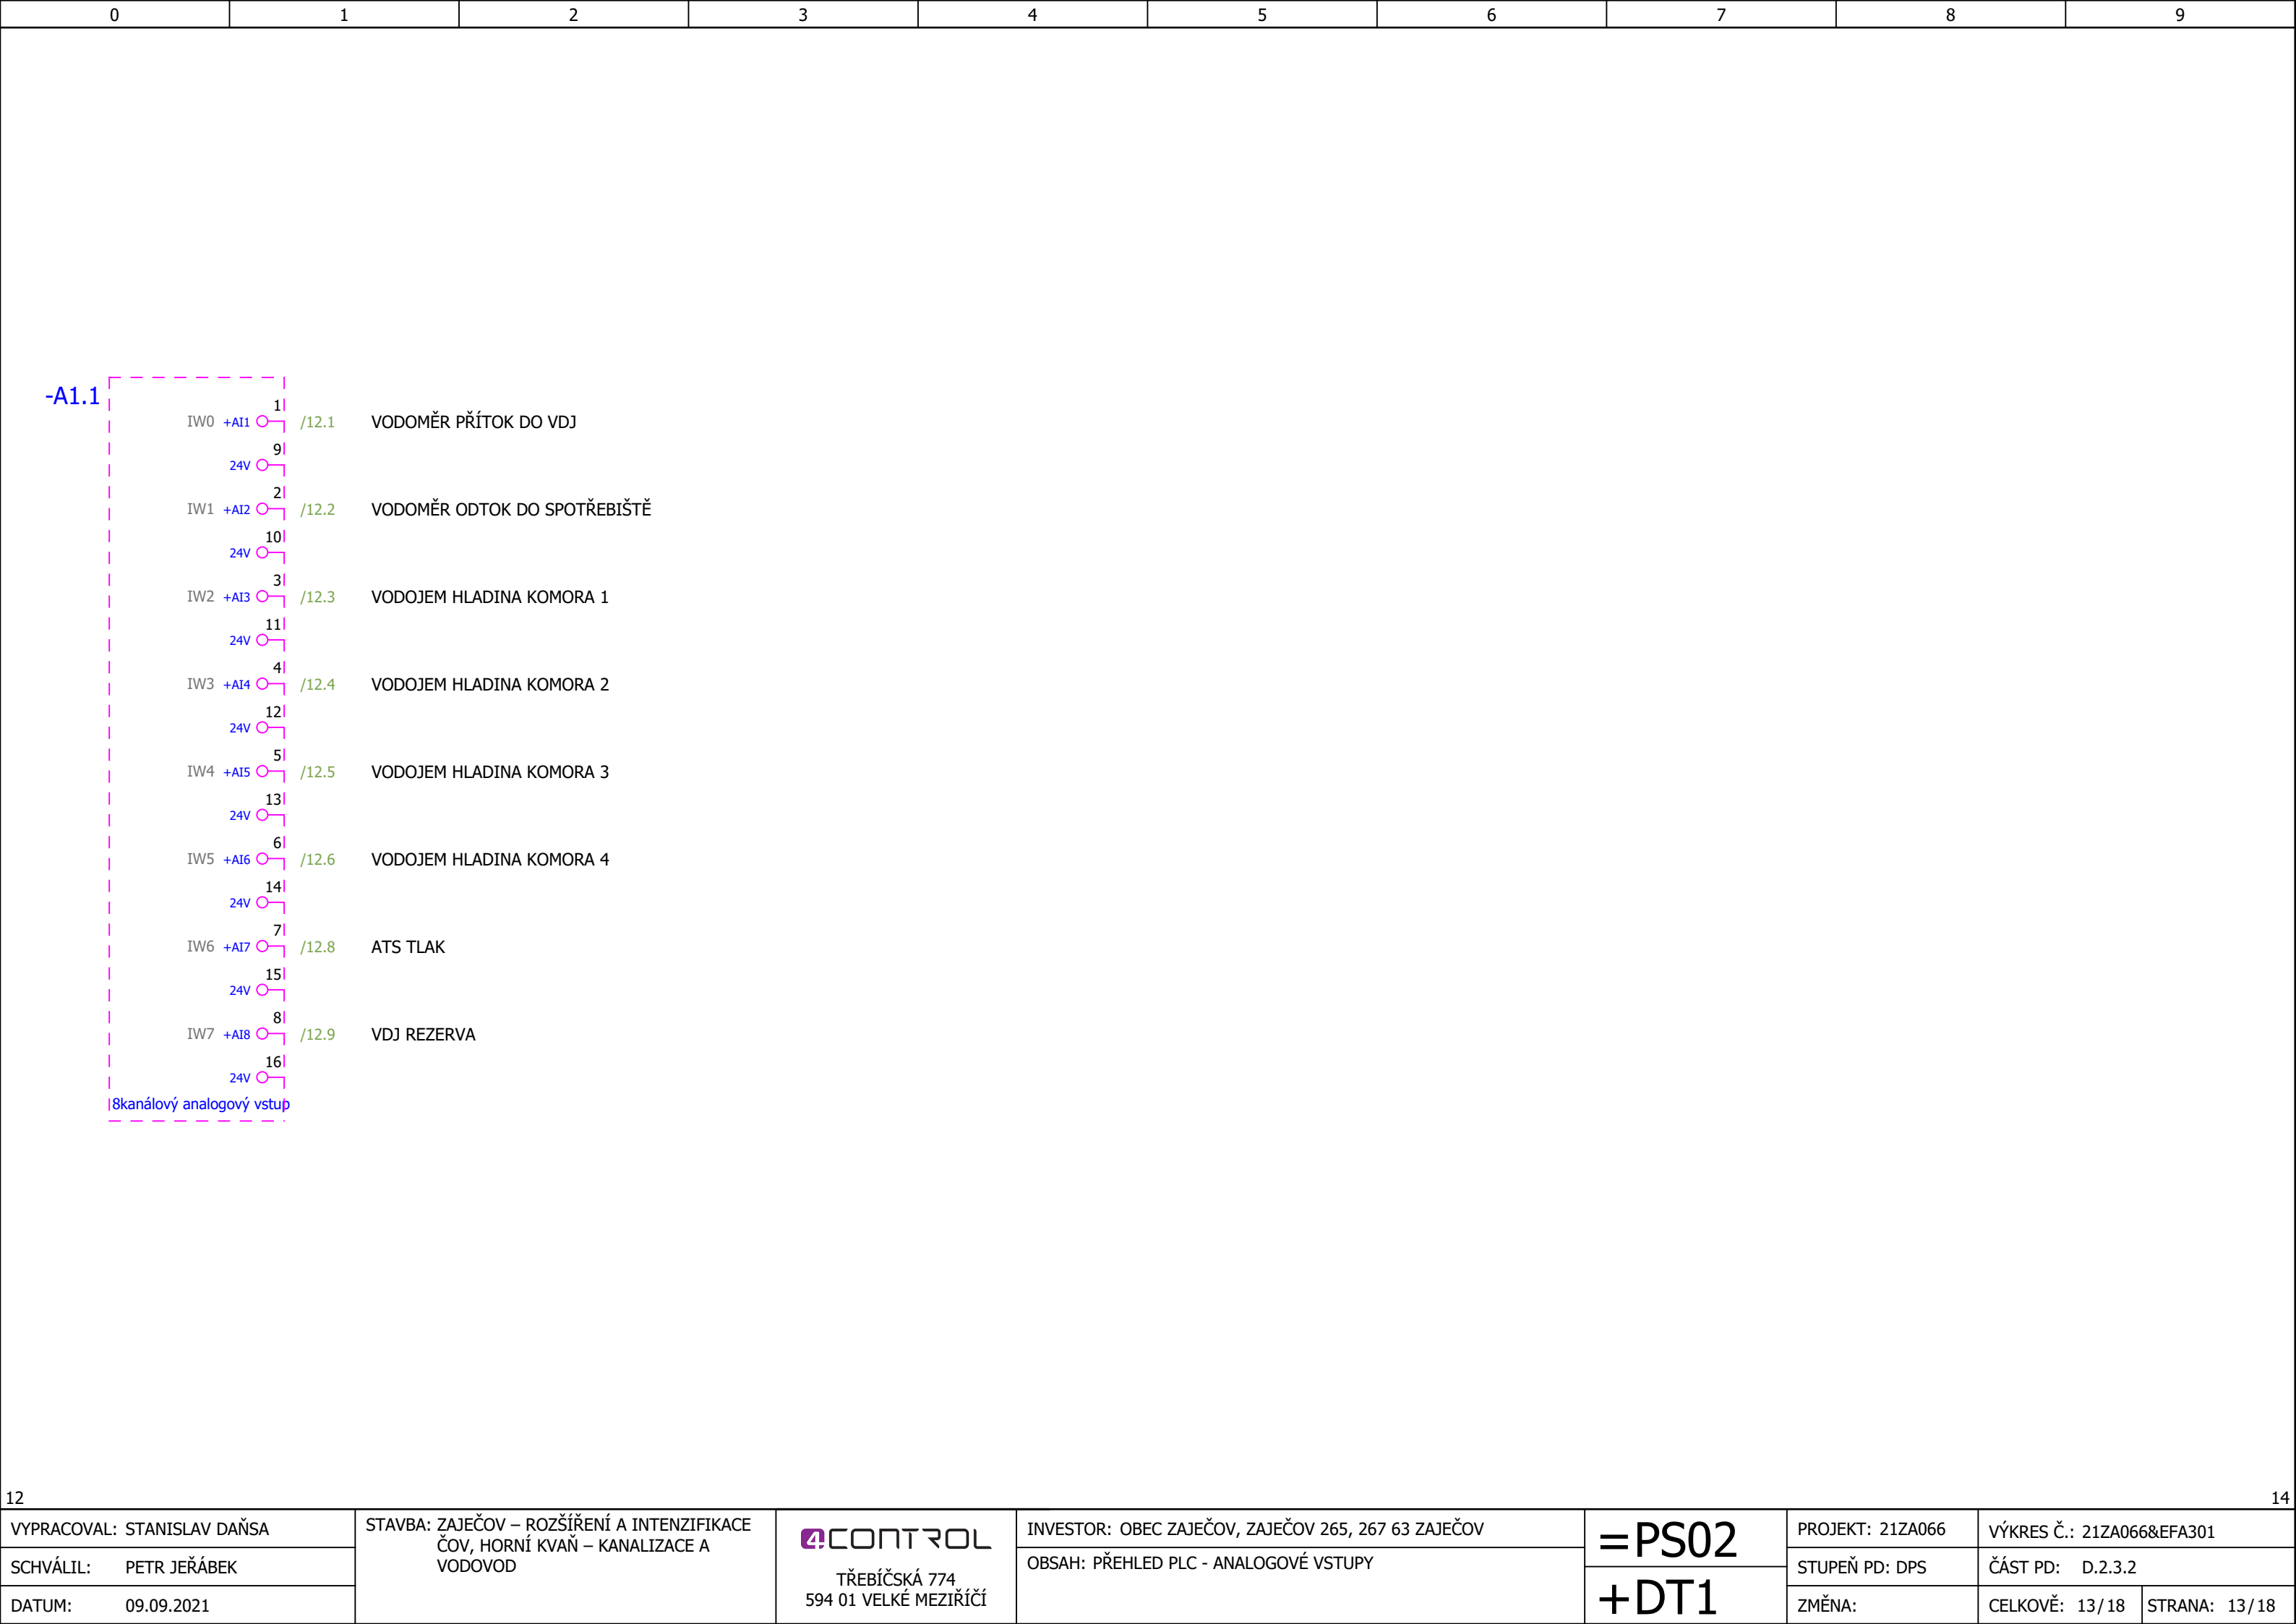 0 1 2 3 4 5 6 7 8 9
-A1.1
1
IW0 +AI1 /12.1 VODOMĚR PŘÍTOK DO VDJ
9
24V
2
IW1 +AI2 /12.2 VODOMĚR ODTOK DO SPOTŘEBIŠTĚ
10
24V
3
IW2 +AI3 /12.3 VODOJEM HLADINA KOMORA 1
11
24V
4
IW3 +AI4 /12.4 VODOJEM HLADINA KOMORA 2
12
24V
5
IW4 +AI5 /12.5 VODOJEM HLADINA KOMORA 3
13
24V
6
IW5 +AI6 /12.6 VODOJEM HLADINA KOMORA 4
14
24V
7
IW6 +AI7 /12.8 ATS TLAK
15
24V
8
IW7 +AI8 /12.9 VDJ REZERVA
16
24V
8kanálový analogový vstup
12 14
VYPRACOVAL: STANISLAV DAŇSA
SCHVÁLIL: PETR JEŘÁBEK
DATUM: 09.09.2021
STAVBA: ZAJEČOV – ROZŠÍŘENÍ A INTENZIFIKACE
ČOV, HORNÍ KVAŇ – KANALIZACE A
VODOVOD
4CONTROL
TŘEBÍČSKÁ 774
594 01 VELKÉ MEZIŘÍČÍ
INVESTOR: OBEC ZAJEČOV, ZAJEČOV 265, 267 63 ZAJEČOV
OBSAH: PŘEHLED PLC - ANALOGOVÉ VSTUPY
=PS02
+DT1
PROJEKT: 21ZA066
STUPEŇ PD: DPS
ZMĚNA:
VÝKRES Č.: 21ZA066&EFA301
ČÁST PD: D.2.3.2
CELKOVĚ: 13/18 STRANA: 13/18